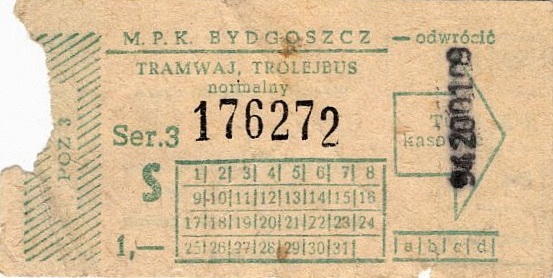 M.P.K. BYDGOSZCZ — odwrócić
TRAMWAJ, TROLEJBUS
normalny
Ser.3 176272
POZ 3
S
1 2 3 4 5 6 7 8
9 10 11 12 13 14 15 16
17 18 19 20 21 22 23 24
25 26 27 28 29 30 31
1,—
kaso
a b c d